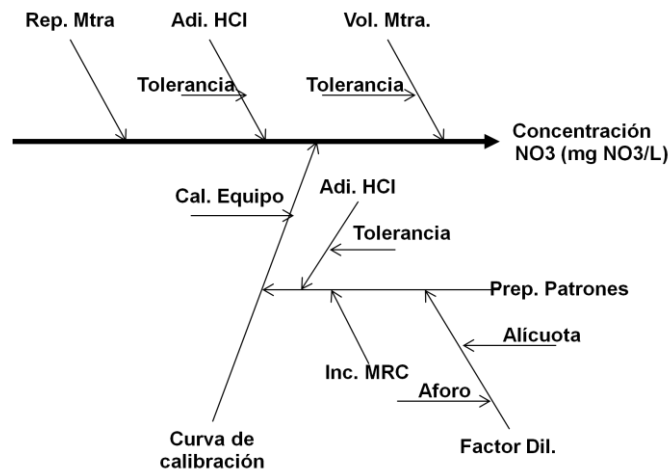 Rep. Mtra
Adi. HCl
Vol. Mtra.
Tolerancia
Tolerancia
Concentración
NO3 (mg NO3/L)
Adi. HCl
Cal. Equipo
Tolerancia
Prep. Patrones
Alícuota
Inc. MRC
Aforo
Curva de
calibración
Factor Dil.